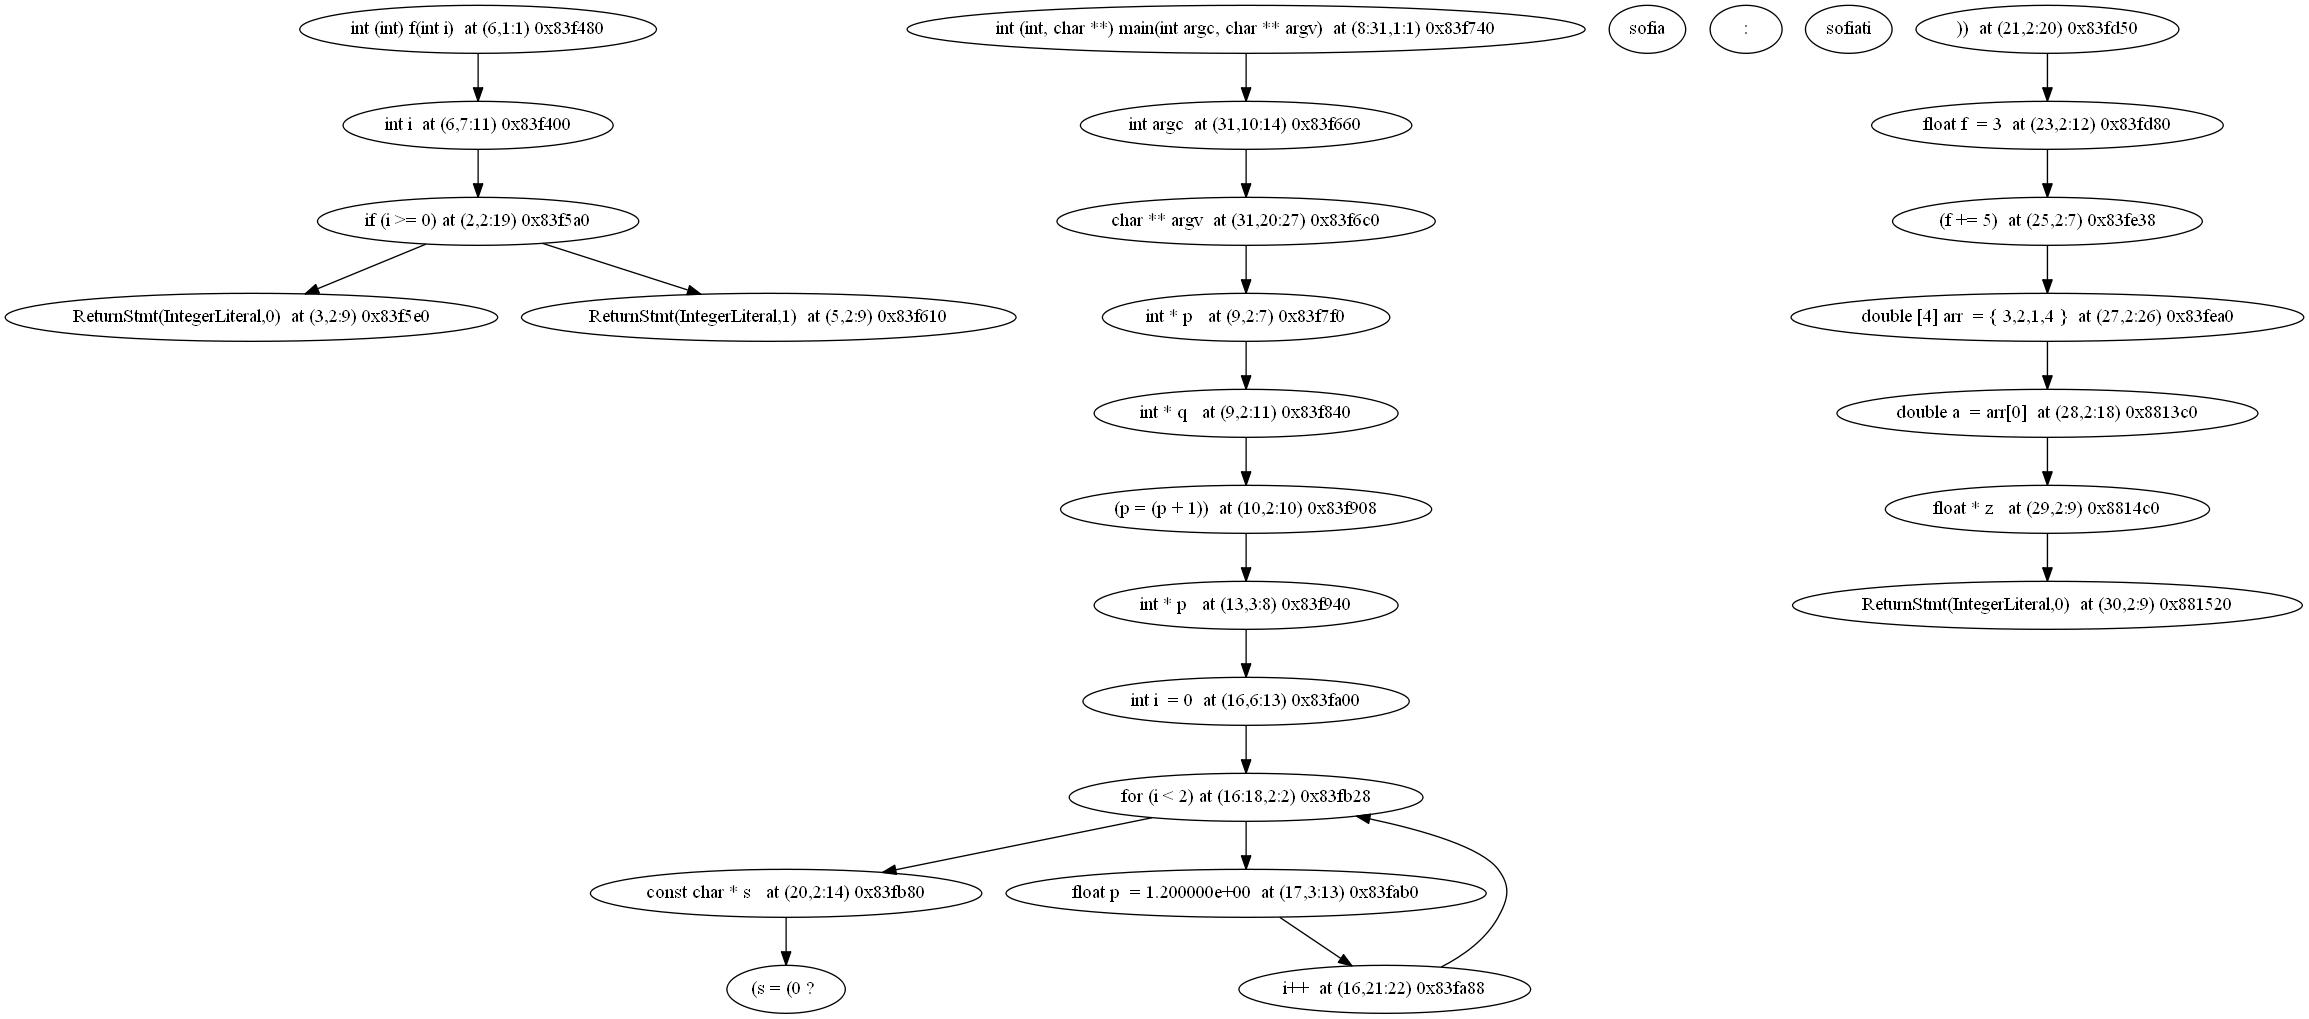 int (int) f(int i)  at (6,1:1) 0x83f480
int i  at (6,7:11) 0x83f400
if (i >= 0) at (2,2:19) 0x83f5a0
ReturnStmt(IntegerLiteral,0)  at (3,2:9) 0x83f5e0
ReturnStmt(IntegerLiteral,1)  at (5,2:9) 0x83f610
int (int, char **) main(int argc, char ** argv)  at (8:31,1:1) 0x83f740
int argc  at (31,10:14) 0x83f660
char ** argv  at (31,20:27) 0x83f6c0
int * p   at (9,2:7) 0x83f7f0
int * q   at (9,2:11) 0x83f840
(p = (p + 1))  at (10,2:10) 0x83f908
int * p   at (13,3:8) 0x83f940
int i  = 0  at (16,6:13) 0x83fa00
for (i < 2) at (16:18,2:2) 0x83fb28
const char * s   at (20,2:14) 0x83fb80
float p  = 1.200000e+00  at (17,3:13) 0x83fab0
(s = (0 ?
i++  at (16,21:22) 0x83fa88
sofia
:
sofiati
))  at (21,2:20) 0x83fd50
float f  = 3  at (23,2:12) 0x83fd80
(f += 5)  at (25,2:7) 0x83fe38
double [4] arr  = { 3,2,1,4 }  at (27,2:26) 0x83fea0
double a  = arr[0]  at (28,2:18) 0x8813c0
float * z   at (29,2:9) 0x8814c0
ReturnStmt(IntegerLiteral,0)  at (30,2:9) 0x881520